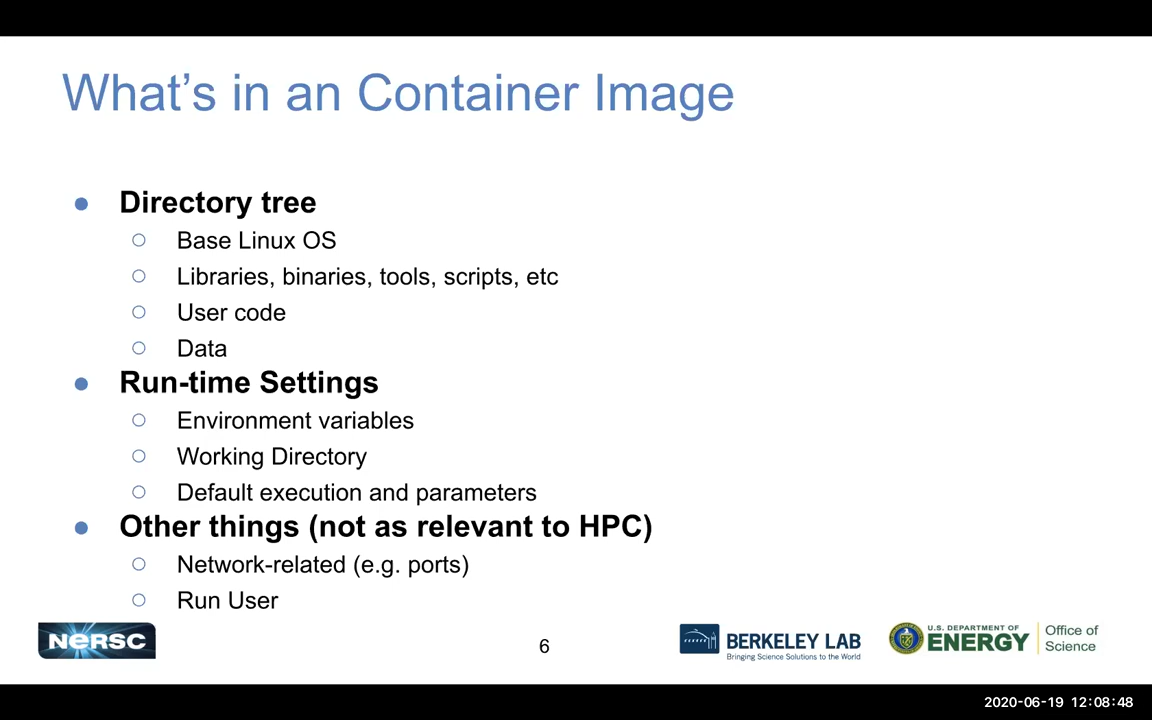 What's in an Container Image
Directory tree
Base Linux OS
Libraries, binaries, tools, scripts, etc
User code
Data
Run-time Settings
Environment variables
Working Directory
Default execution and parameters
Other things (not as relevant to HPC)
Network-related (e.g. ports)
Run User
NERSC
6
BERKELEY LAB
Bringing Science Solutions to the World
U.S. DEPARTMENT OF
ENERGY
Office of
Science
2020-06-19 12:08:48